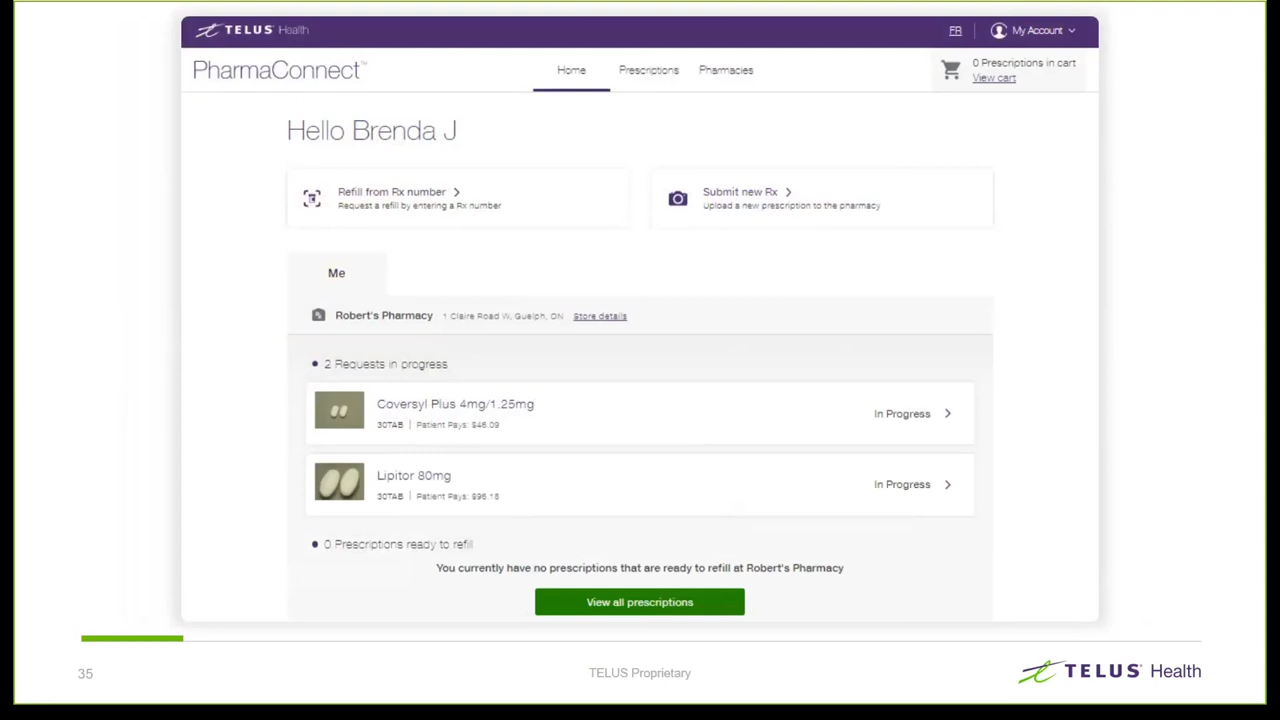 TELUS Health
FR
My Account
PharmaConnect™
Home
Prescriptions
Pharmacies
0 Prescriptions in cart
View cart
Hello Brenda J
Refill from Rx number
Request a refill by entering a Rx number
Submit new Rx
Upload a new prescription to the pharmacy
Me
Robert's Pharmacy 1 Claire Road W, Guelph, ON Store details
2 Requests in progress
Coversyl Plus 4mg/1.25mg
30TAB | Patient Pays: $46.09
In Progress
Lipitor 80mg
30TAB | Patient Pays: $96.18
In Progress
0 Prescriptions ready to refill
You currently have no prescriptions that are ready to refill at Robert's Pharmacy
View all prescriptions
35
TELUS Proprietary
TELUS® Health